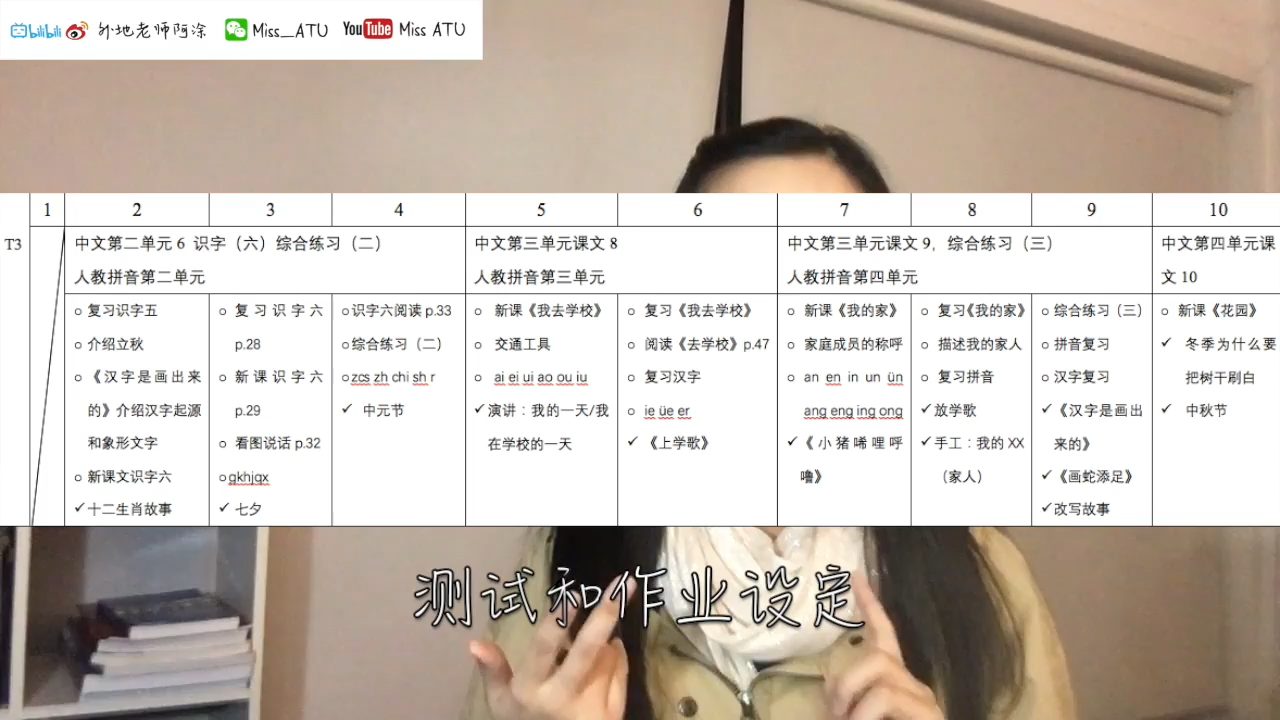 bilibili 外地老师阿涂 Miss_ATU YouTube Miss ATU
1 2 3 4 5 6 7 8 9 10
T3
中文第二单元6 识字（六）综合练习（二）
人教拼音第二单元
中文第三单元课文8
人教拼音第三单元
中文第三单元课文9，综合练习（三）
人教拼音第四单元
中文第四单元课
文10
○ 复习识字五
○ 介绍立秋
○ 《汉字是画出来
的》介绍汉字起源
和象形文字
○ 新课文识字六
✓十二生肖故事
○ 复习识字六
p.28
○ 新课识字六
p.29
○ 看图说话 p.32
○gkhjqx
✓ 七夕
○识字六阅读 p.33
○综合练习（二）
○zcs zh chi sh r
✓ 中元节
○ 新课《我去学校》
○ 交通工具
○ ai ei ui ao ou iu
✓演讲：我的一天/我
在学校的一天
○ 复习《我去学校》
○ 阅读《去学校》p.47
○ 复习汉字
○ ie üe er
✓ 《上学歌》
○ 新课《我的家》
○ 家庭成员的称呼
○ an en in un ün
ang eng ing ong
✓《小猪唏哩呼
噜》
○ 复习《我的家》
○ 描述我的家人
○ 复习拼音
✓放学歌
✓手工：我的XX
（家人）
○ 综合练习（三）
○ 拼音复习
○ 汉字复习
✓《汉字是画出
来的》
✓《画蛇添足》
✓改写故事
○ 新课《花园》
✓ 冬季为什么要
把树干刷白
✓ 中秋节
测试和作业设定